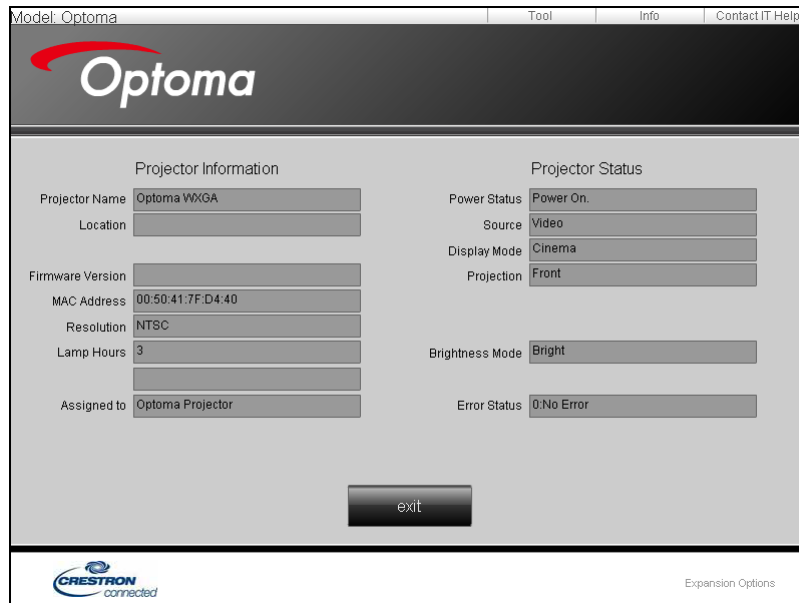 Model: Optoma
Tool
Info
Contact IT Help
Optoma
Projector Information
Projector Name Optoma WXGA
Location
Firmware Version
MAC Address 00:50:41:7F:D4:40
Resolution NTSC
Lamp Hours 3
Assigned to Optoma Projector
Projector Status
Power Status Power On.
Source Video
Display Mode Cinema
Projection Front
Brightness Mode Bright
Error Status 0:No Error
exit
CRESTRON
connected
Expansion Options